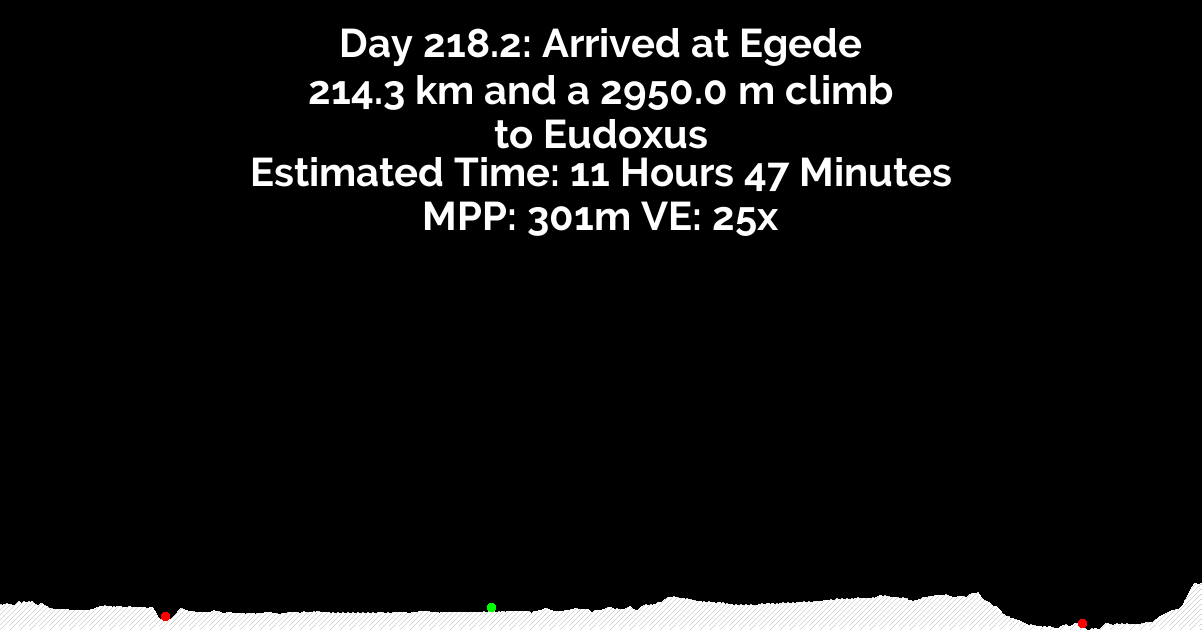 Day 218.2: Arrived at Egede
214.3 km and a 2950.0 m climb
to Eudoxus
Estimated Time: 11 Hours 47 Minutes
MPP: 301m VE: 25x